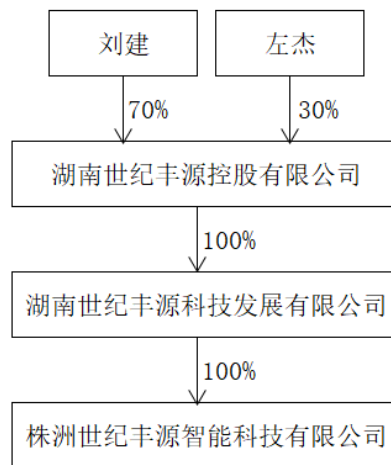 刘建
左杰
70%
30%
湖南世纪丰源控股有限公司
100%
湖南世纪丰源科技发展有限公司
100%
株洲世纪丰源智能科技有限公司